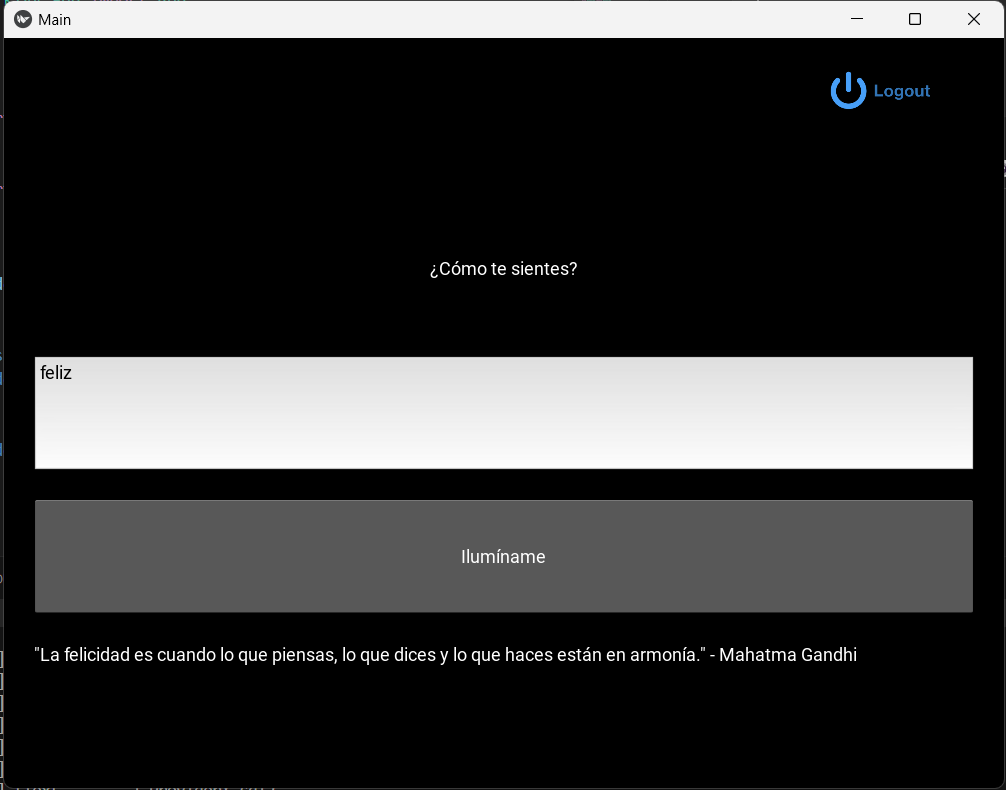 Main
Logout
¿Cómo te sientes?
feliz
Ilumíname
"La felicidad es cuando lo que piensas, lo que dices y lo que haces están en armonía." - Mahatma Gandhi